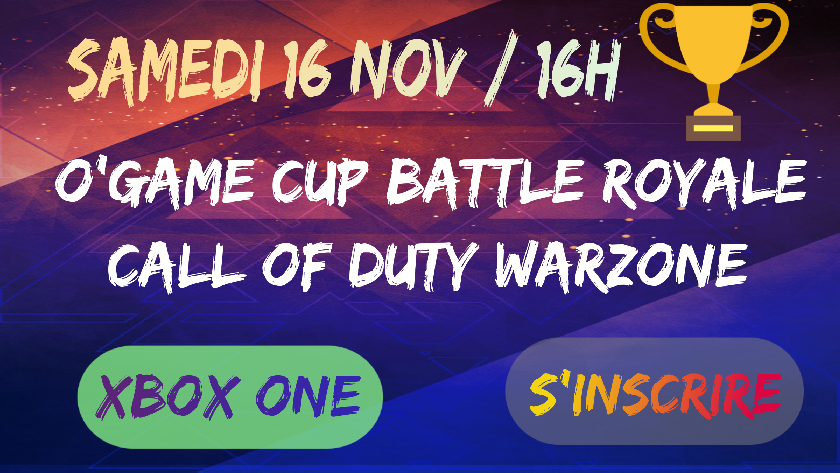 SAMEDI 16 NOV / 16H
O'GAME CUP BATTLE ROYALE
CALL OF DUTY WARZONE
XBOX ONE
S'INSCRIRE